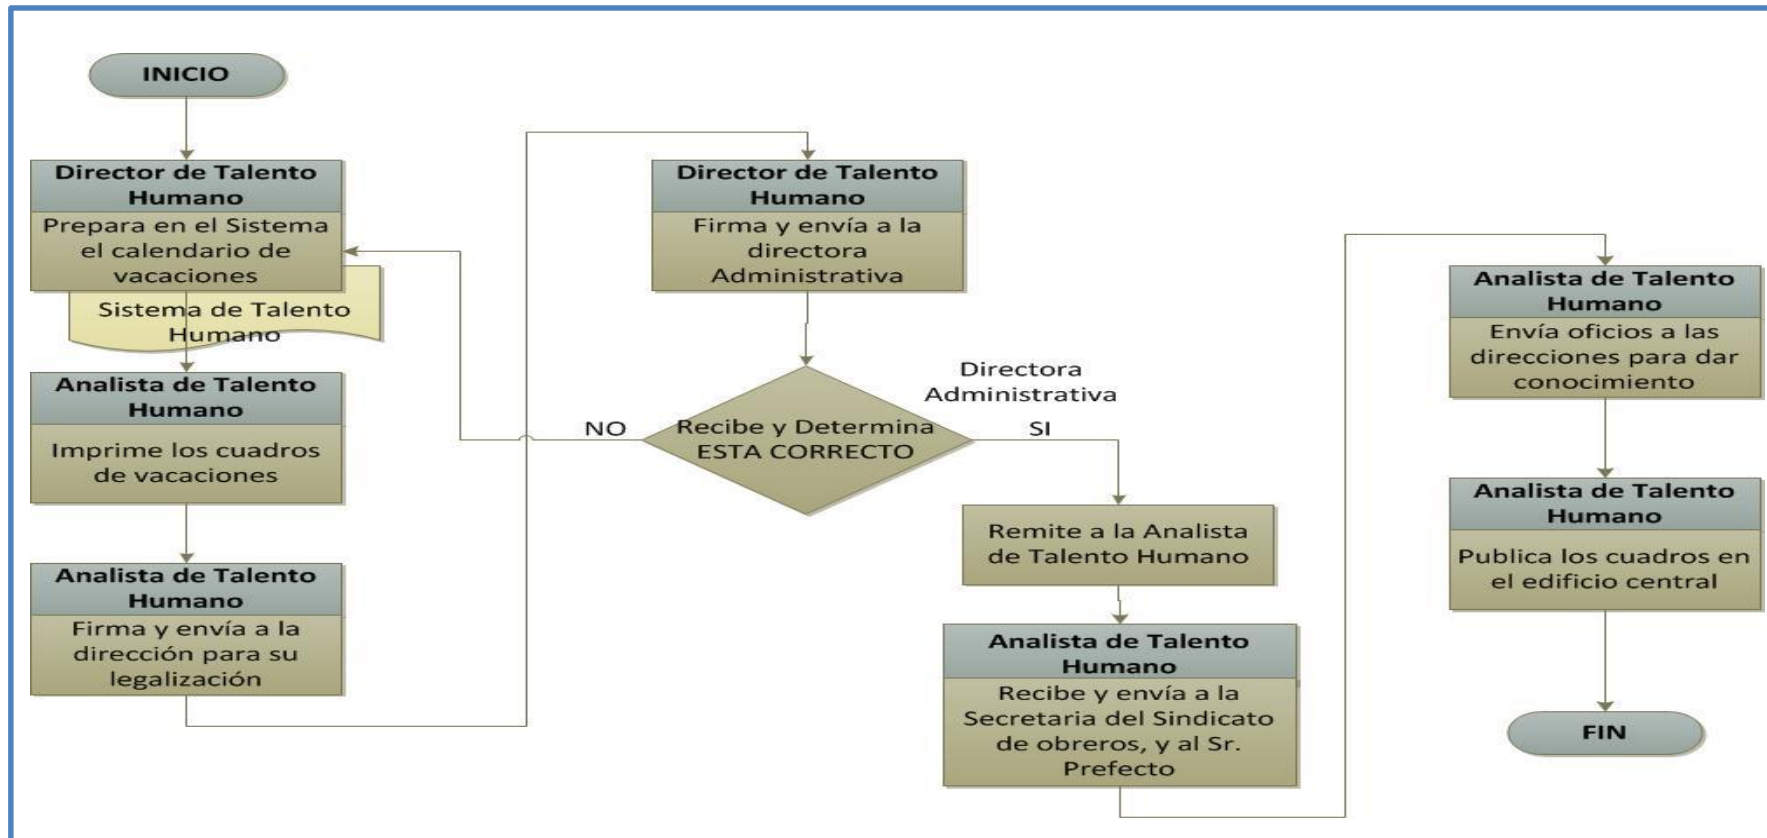 INICIO
Director de Talento
Humano
Prepara en el Sistema
el calendario de
vacaciones
Sistema de Talento
Humano
Analista de Talento
Humano
Imprime los cuadros
de vacaciones
Analista de Talento
Humano
Firma y envía a la
dirección para su
legalización
Director de Talento
Humano
Firma y envía a la
directora
Administrativa
Recibe y Determina
ESTA CORRECTO
NO
Directora
Administrativa
SI
Remite a la Analista
de Talento Humano
Analista de Talento
Humano
Recibe y envía a la
Secretaria del Sindicato
de obreros, y al Sr.
Prefecto
Analista de Talento
Humano
Envía oficios a las
direcciones para dar
conocimiento
Analista de Talento
Humano
Publica los cuadros en
el edificio central
FIN